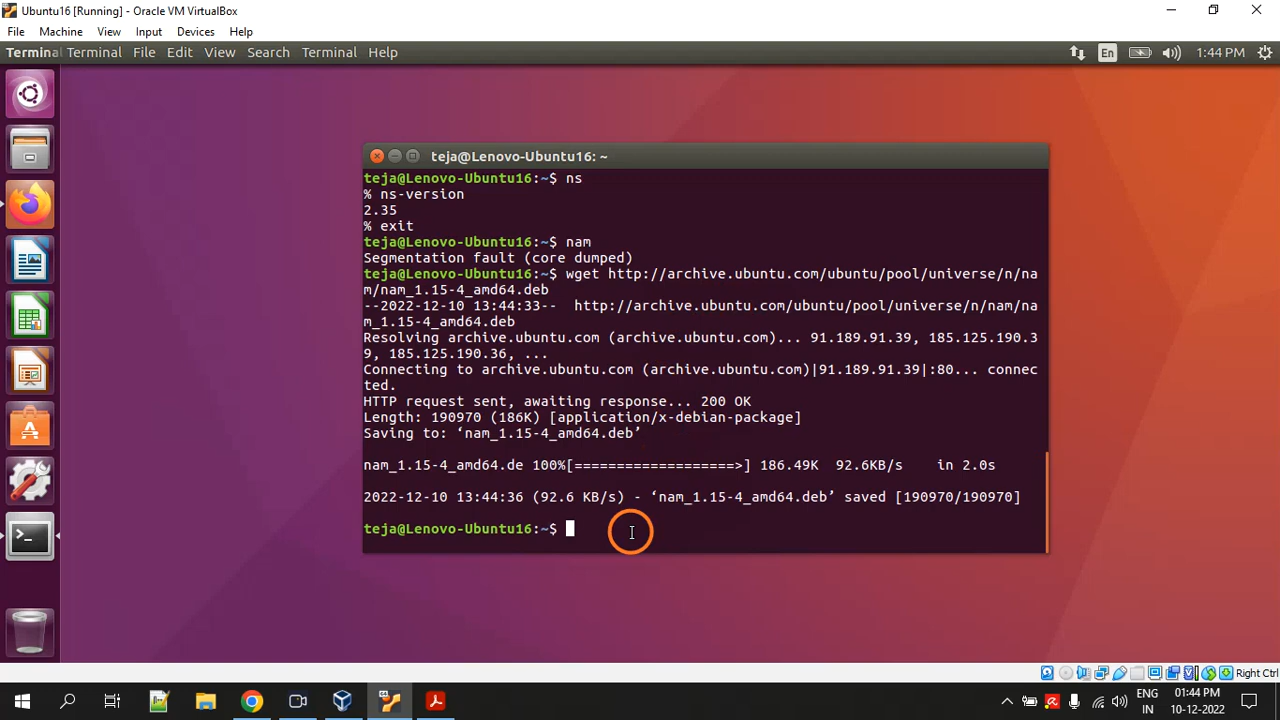 Ubuntu16 [Running] - Oracle VM VirtualBox
File Machine View Input Devices Help
Terminal Terminal File Edit View Search Terminal Help En 1:44 PM
teja@Lenovo-Ubuntu16: ~
teja@Lenovo-Ubuntu16:~$ ns
% ns-version
2.35
% exit
teja@Lenovo-Ubuntu16:~$ nam
Segmentation fault (core dumped)
teja@Lenovo-Ubuntu16:~$ wget http://archive.ubuntu.com/ubuntu/pool/universe/n/na
m/nam_1.15-4_amd64.deb
--2022-12-10 13:44:33--  http://archive.ubuntu.com/ubuntu/pool/universe/n/nam/na
m_1.15-4_amd64.deb
Resolving archive.ubuntu.com (archive.ubuntu.com)... 91.189.91.39, 185.125.190.3
9, 185.125.190.36, ...
Connecting to archive.ubuntu.com (archive.ubuntu.com)|91.189.91.39|:80... connec
ted.
HTTP request sent, awaiting response... 200 OK
Length: 190970 (186K) [application/x-debian-package]
Saving to: ‘nam_1.15-4_amd64.deb’
nam_1.15-4_amd64.de 100%[===================>] 186.49K  92.6KB/s    in 2.0s
2022-12-10 13:44:36 (92.6 KB/s) - ‘nam_1.15-4_amd64.deb’ saved [190970/190970]
teja@Lenovo-Ubuntu16:~$
Right Ctrl
ENG 01:44 PM
IN 10-12-2022